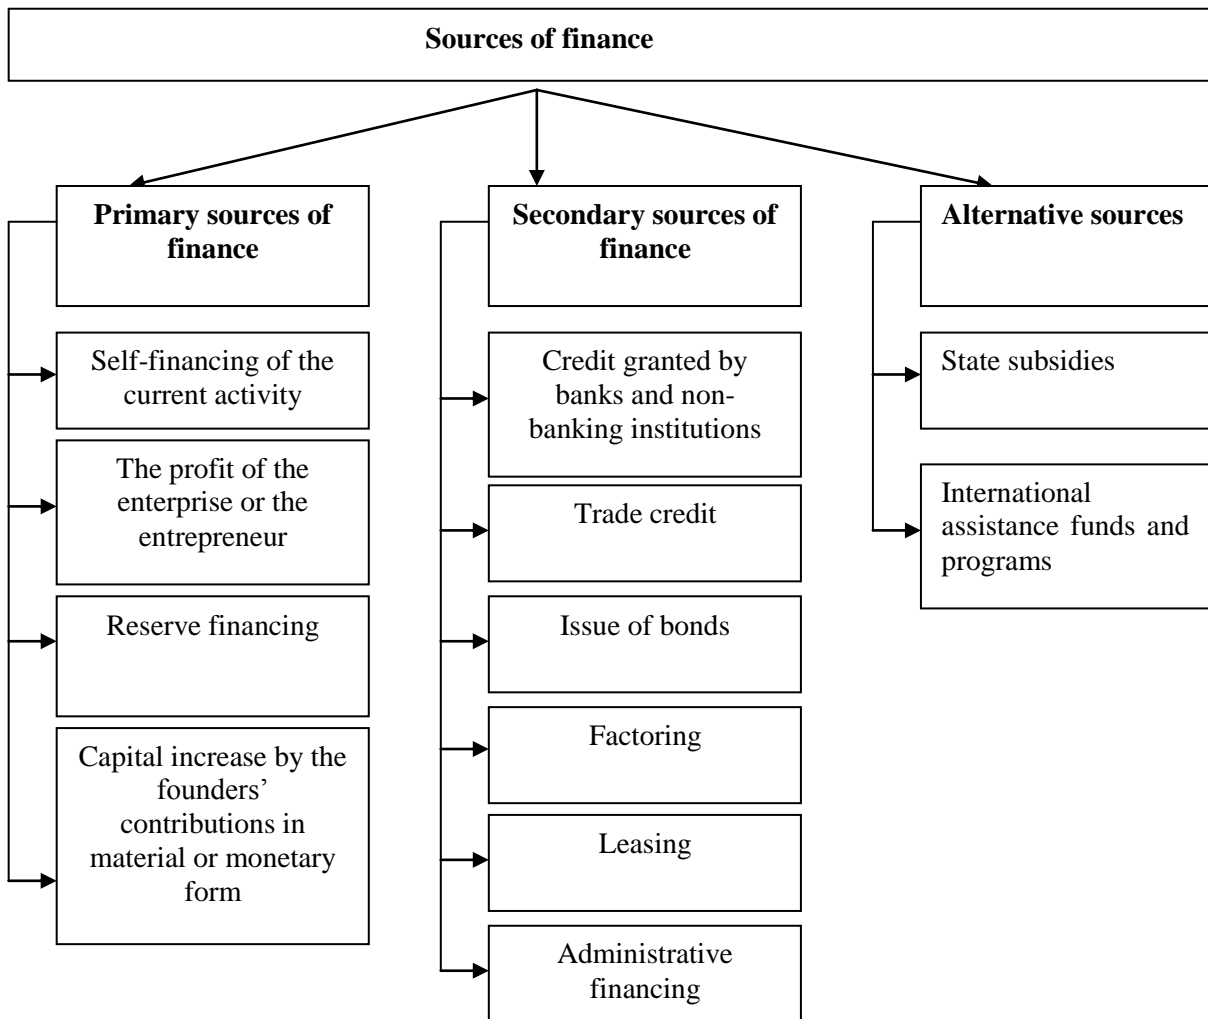 Sources of finance
Primary sources of
finance
Self-financing of the
current activity
The profit of the
enterprise or the
entrepreneur
Reserve financing
Capital increase by the
founders’
contributions in
material or monetary
form
Secondary sources of
finance
Credit granted by
banks and non-
banking institutions
Trade credit
Issue of bonds
Factoring
Leasing
Administrative
financing
Alternative sources
State subsidies
International
assistance funds and
programs